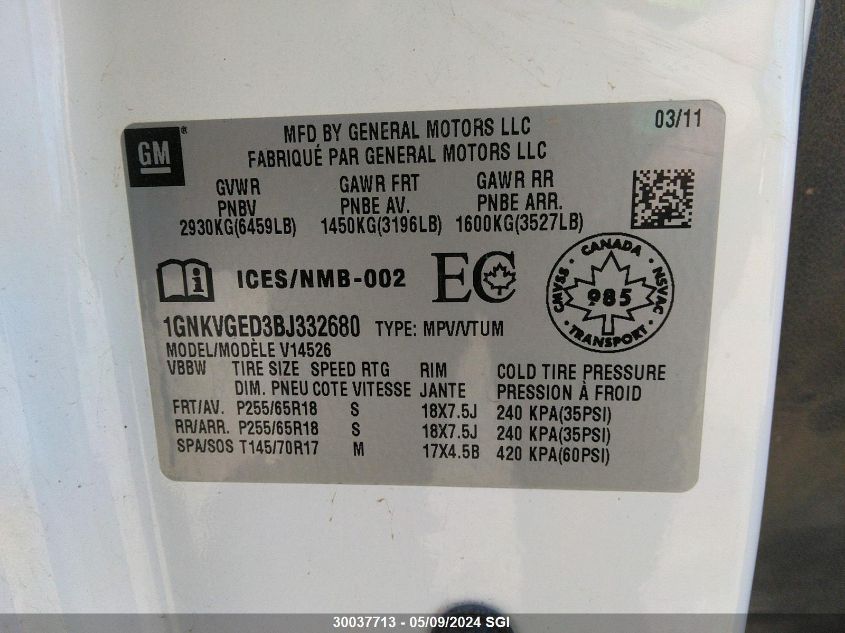 GM ®
MFD BY GENERAL MOTORS LLC 03/11
FABRIQUÉ PAR GENERAL MOTORS LLC
GVWR GAWR FRT GAWR RR
PNBV PNBE AV. PNBE ARR.
2930KG(6459LB) 1450KG(3196LB) 1600KG(3527LB)
i ICES/NMB-002 EC
CANADA
CMVSS 985 NSVAC
TRANSPORT
1GNKVGED3BJ332680 TYPE: MPV/VTUM
MODEL/MODÈLE V14526
VBBW TIRE SIZE SPEED RTG RIM COLD TIRE PRESSURE
DIM. PNEU COTE VITESSE JANTE PRESSION À FROID
FRT/AV. P255/65R18 S 18X7.5J 240 KPA(35PSI)
RR/ARR. P255/65R18 S 18X7.5J 240 KPA(35PSI)
SPA/SOS T145/70R17 M 17X4.5B 420 KPA(60PSI)
30037713 - 05/09/2024 SGI